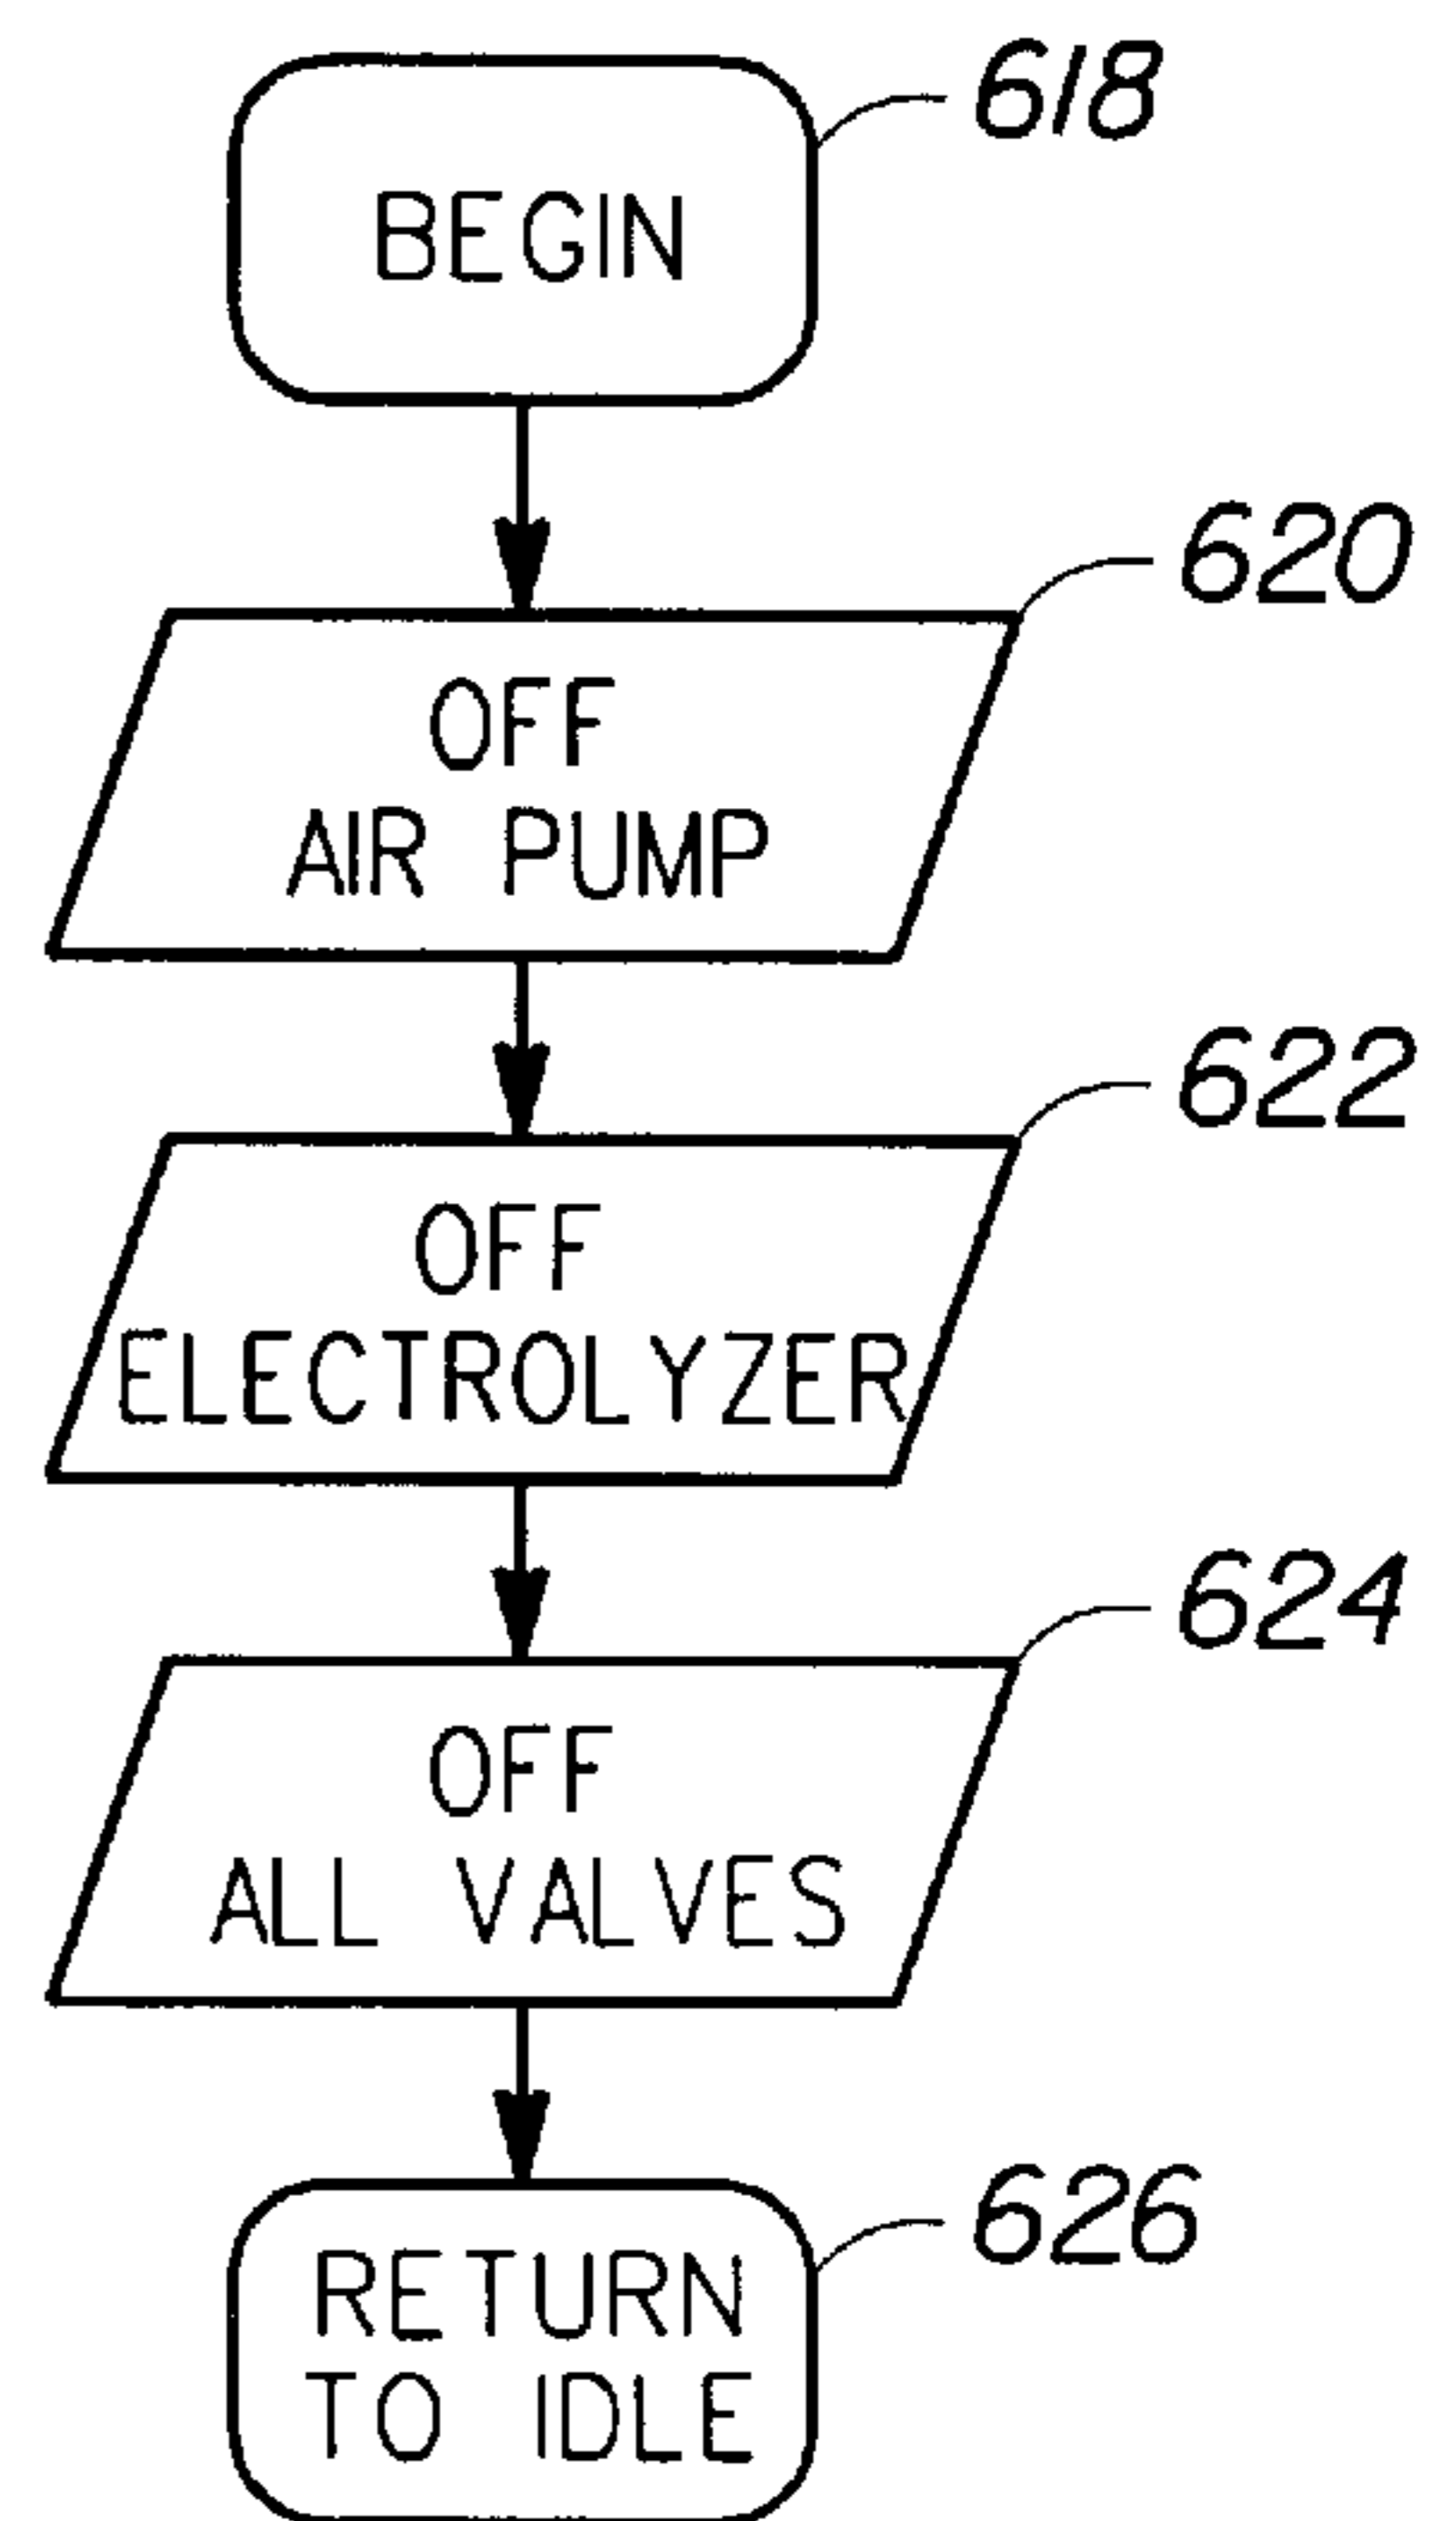 618
BEGIN
620
OFF
AIR PUMP
622
OFF
ELECTROLYZER
624
OFF
ALL VALVES
626
RETURN
TO IDLE